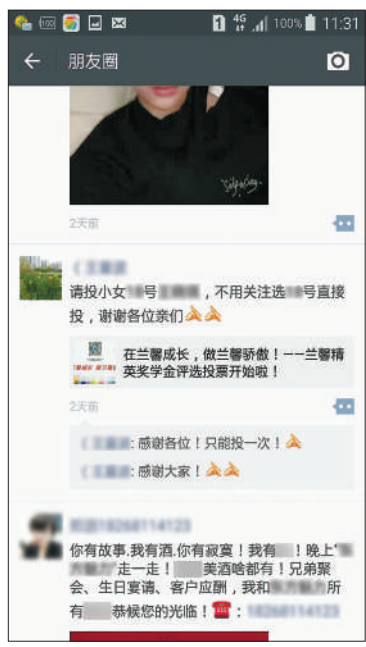 100
1
4G
100%
11:31
朋友圈
2天前
请投小女 号 ，不用关注选 号直接
投，谢谢各位亲们
在兰馨成长，做兰馨骄傲！——兰馨精
英奖学金评选投票开始啦！
2天前
: 感谢各位！只能投一次！
: 感谢大家！
你有故事.我有酒.你有寂寞！我有 ！晚上"
"走一走！ 美酒啥都有！兄弟聚
会、生日宴请、客户应酬，我和 所
有 恭候您的光临！ ：